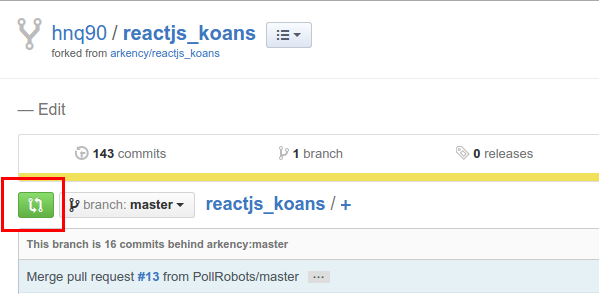 hnq90 / reactjs_koans
forked from arkency/reactjs_koans
— Edit
143 commits 1 branch 0 releases
branch: master reactjs_koans / +
This branch is 16 commits behind arkency:master
Merge pull request #13 from PollRobots/master ...